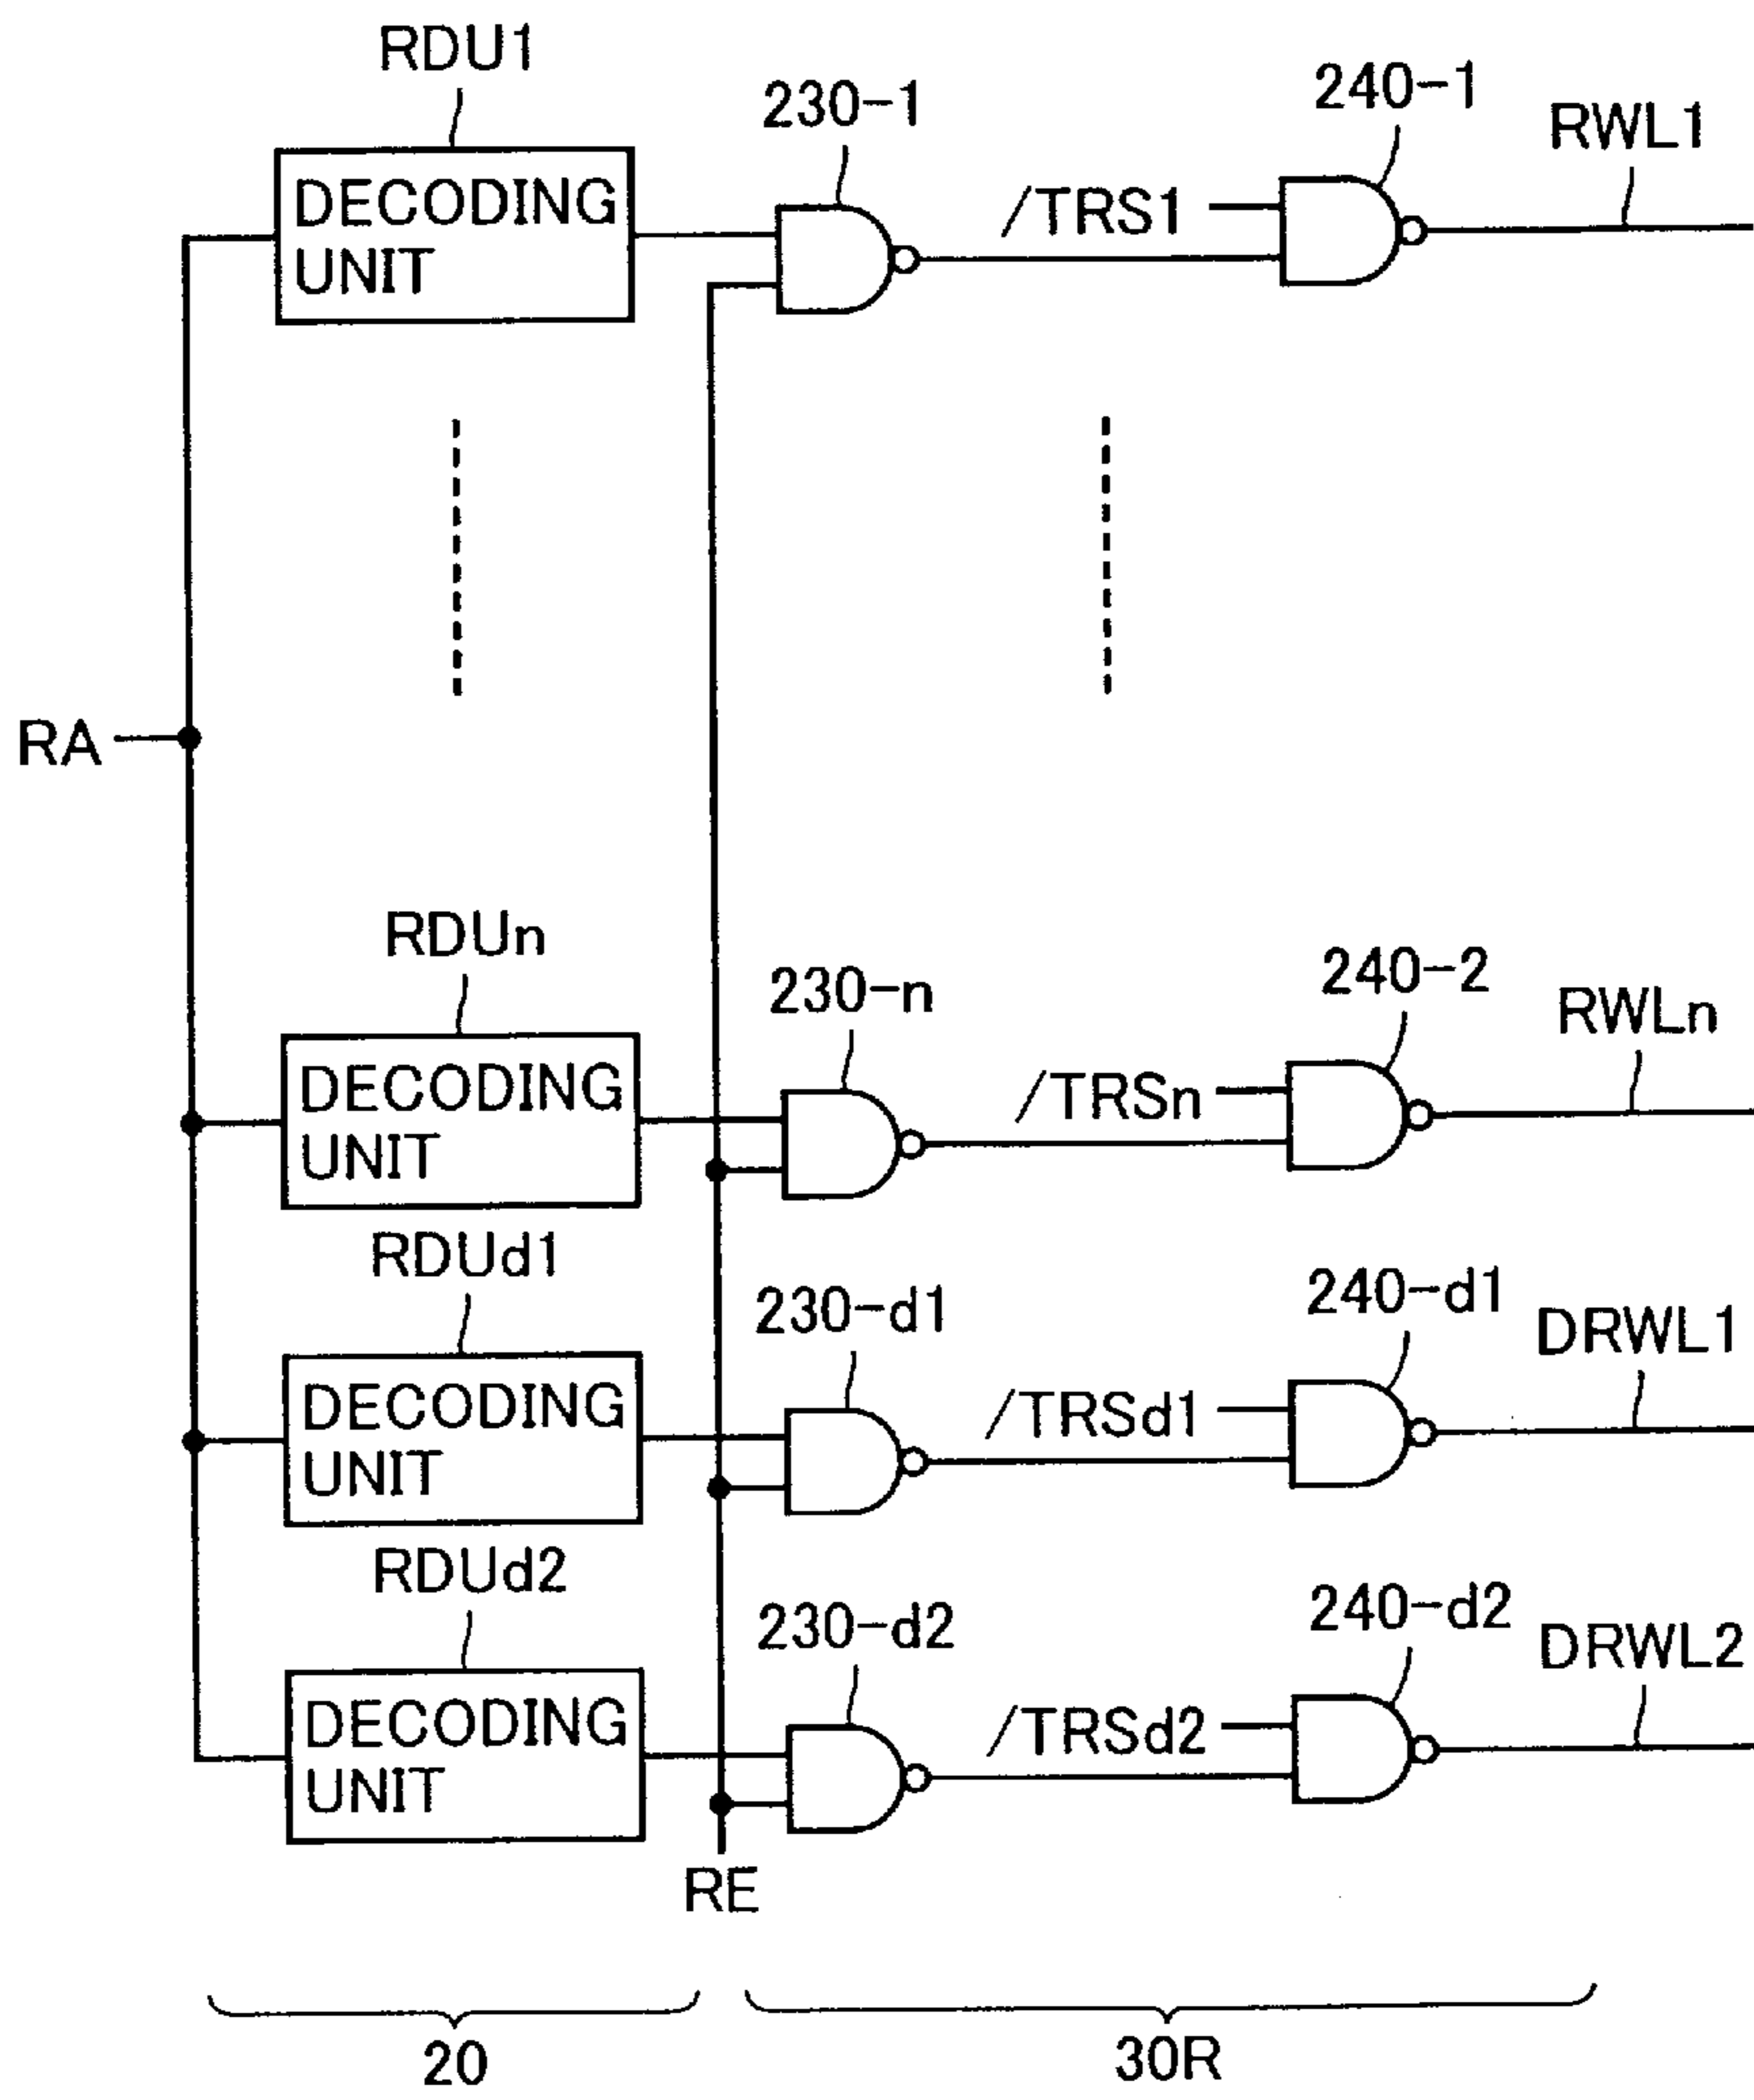 RDU1
230-1
240-1
RWL1
DECODING
UNIT
/TRS1
RA
RDUn
230-n
240-2
RWLn
DECODING
UNIT
/TRSn
RDUd1
230-d1
240-d1
DRWL1
DECODING
UNIT
/TRSd1
RDUd2
230-d2
240-d2
DRWL2
DECODING
UNIT
/TRSd2
RE
20
30R